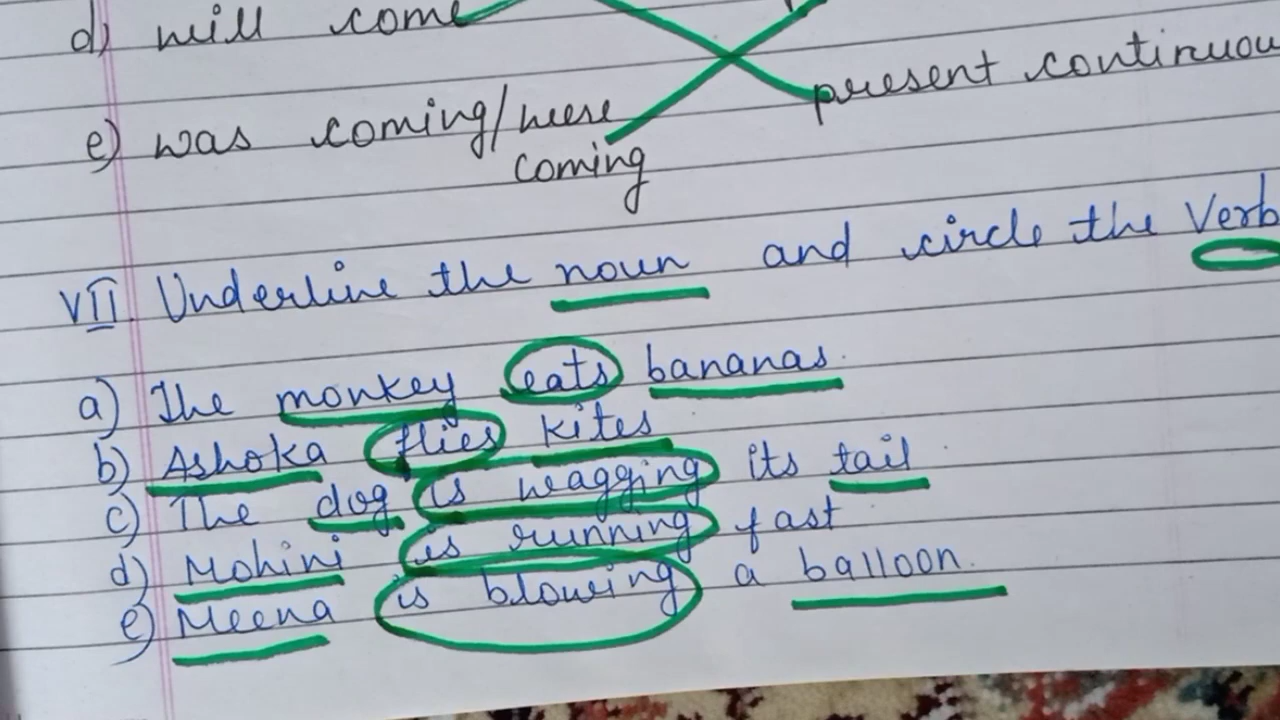 d) will come
present continuou
e) was coming/were
coming
VII. Underline the noun and circle the Verb
a) The monkey eats bananas.
b) Ashoka flies kites
c) The dog is wagging its tail.
d) Mohini is running fast
e) Meena is blowing a balloon.